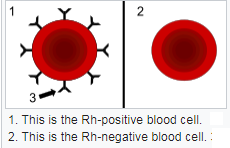 1 2
3
1. This is the Rh-positive blood cell.
2. This is the Rh-negative blood cell. :